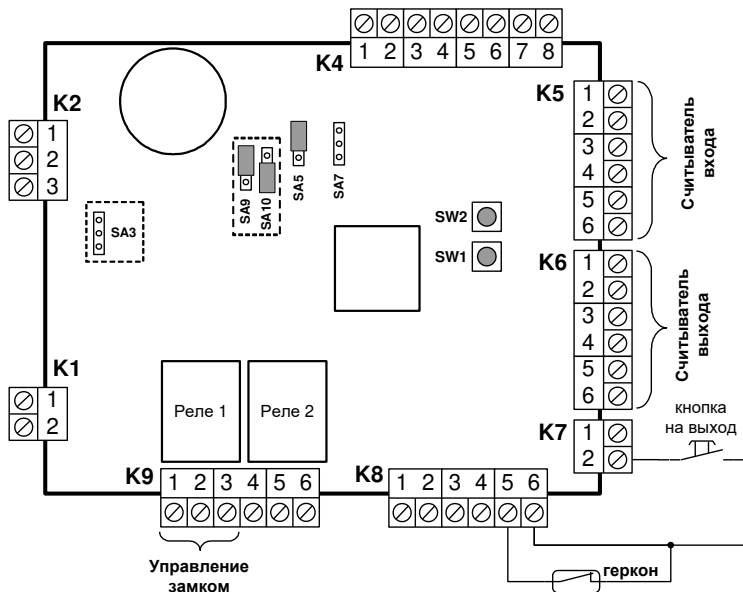 K4
1 2 3 4 5 6 7 8
K2
1
2
3
K5
1
2
3
4
5
6
Считыватель
входа
SA9
SA10
SA5
SA7
SA3
SW2
SW1
K6
1
2
3
4
5
6
Считыватель
выхода
K1
1
2
Реле 1
Реле 2
кнопка
на выход
K7
1
2
K9
1 2 3 4 5 6
K8
1 2 3 4 5 6
Управление
замком
геркон